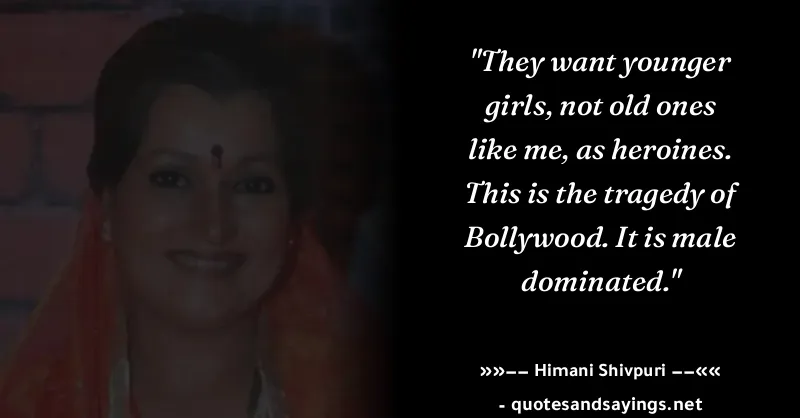 "They want younger
girls, not old ones
like me, as heroines.
This is the tragedy of
Bollywood. It is male
dominated."
»»–– Himani Shivpuri ––««
- quotesandsayings.net